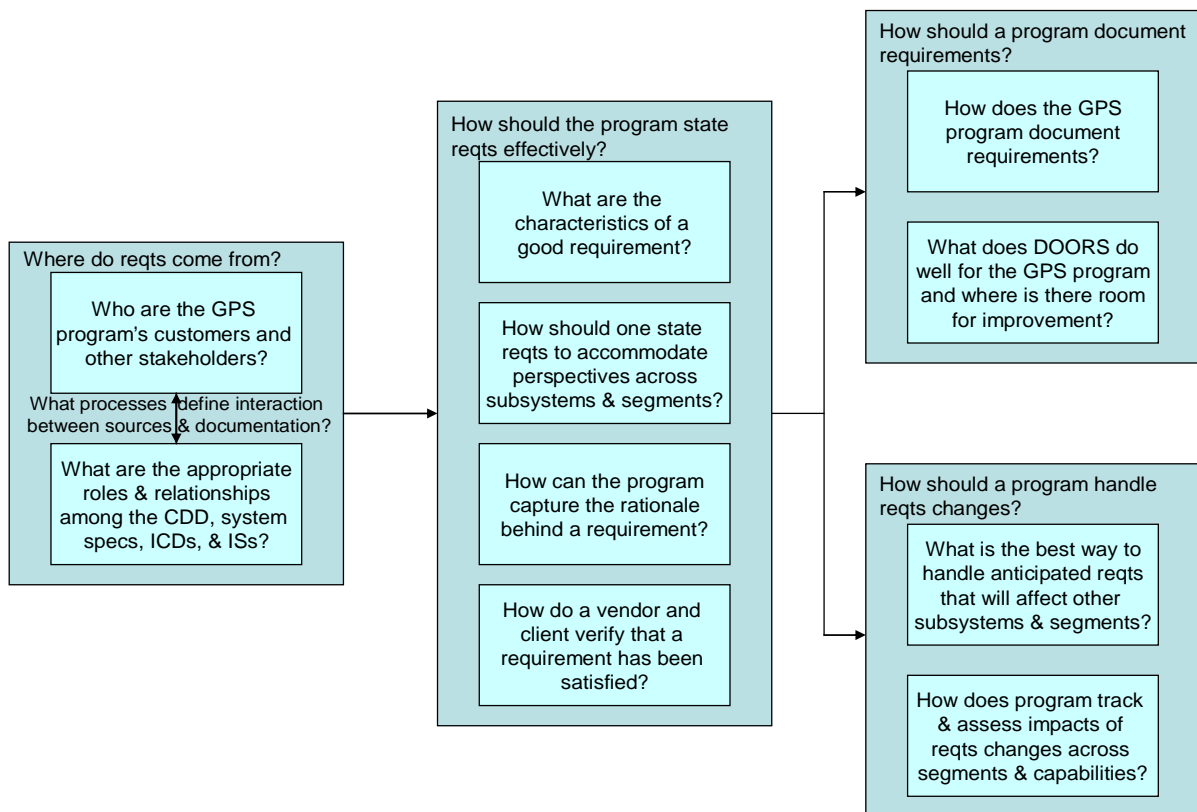 Where do reqts come from?
Who are the GPS
program's customers and
other stakeholders?
What processes define interaction
between sources & documentation?
What are the appropriate
roles & relationships
among the CDD, system
specs, ICDs, & ISs?
How should the program state
reqts effectively?
What are the
characteristics of a
good requirement?
How should one state
reqts to accommodate
perspectives across
subsystems & segments?
How can the program
capture the rationale
behind a requirement?
How do a vendor and
client verify that a
requirement has been
satisfied?
How should a program document
requirements?
How does the GPS
program document
requirements?
What does DOORS do
well for the GPS program
and where is there room
for improvement?
How should a program handle
reqts changes?
What is the best way to
handle anticipated reqts
that will affect other
subsystems & segments?
How does program track
& assess impacts of
reqts changes across
segments & capabilities?